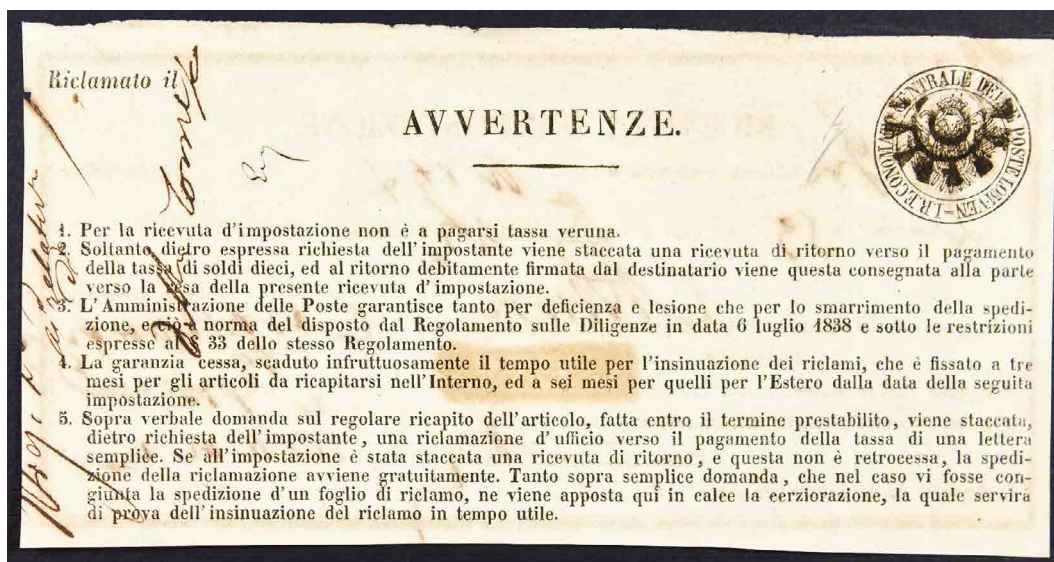 Riclamato il
AVVERTENZE.
CENTRALE DELLE POSTE LOM.VEN. I.R. ECONOMATO
1. Per la ricevuta d'impostazione non è a pagarsi tassa veruna.
2. Soltanto dietro espressa richiesta dell'impostante viene staccata una ricevuta di ritorno verso il pagamento
della tassa di soldi dieci, ed al ritorno debitamente firmata dal destinatario viene questa consegnata alla parte
verso la resa della presente ricevuta d'impostazione.
3. L'Amministrazione delle Poste garantisce tanto per deficienza e lesione che per lo smarrimento della spedi-
zione, e ciò a norma del disposto dal Regolamento sulle Diligenze in data 6 luglio 1838 e sotto le restrizioni
espresse al § 33 dello stesso Regolamento.
4. La garanzia cessa, scaduto infruttuosamente il tempo utile per l'insinuazione dei riclami, che è fissato a tre
mesi per gli articoli da ricapitarsi nell'Interno, ed a sei mesi per quelli per l'Estero dalla data della seguita
impostazione.
5. Sopra verbale domanda sul regolare ricapito dell'articolo, fatta entro il termine prestabilito, viene staccata,
dietro richiesta dell'impostante, una riclamazione d'ufficio verso il pagamento della tassa di una lettera
semplice. Se all'impostazione è stata staccata una ricevuta di ritorno, e questa non è retrocessa, la spedi-
zione della riclamazione avviene gratuitamente. Tanto sopra semplice domanda, che nel caso vi fosse con-
giunta la spedizione d'un foglio di riclamo, ne viene apposta qui in calce la cerziorazione, la quale servirà
di prova dell'insinuazione del riclamo in tempo utile.